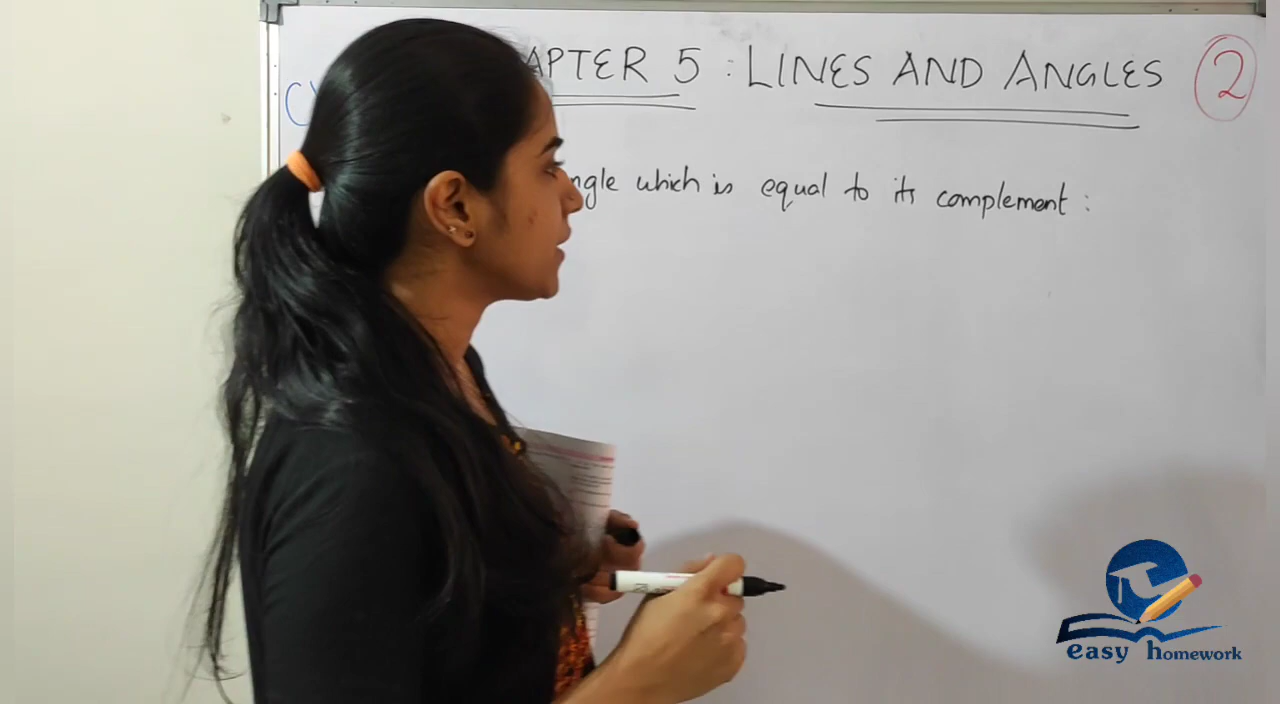 APTER 5 : LINES AND ANGLES 2
ngle which is equal to its complement :
easy homework